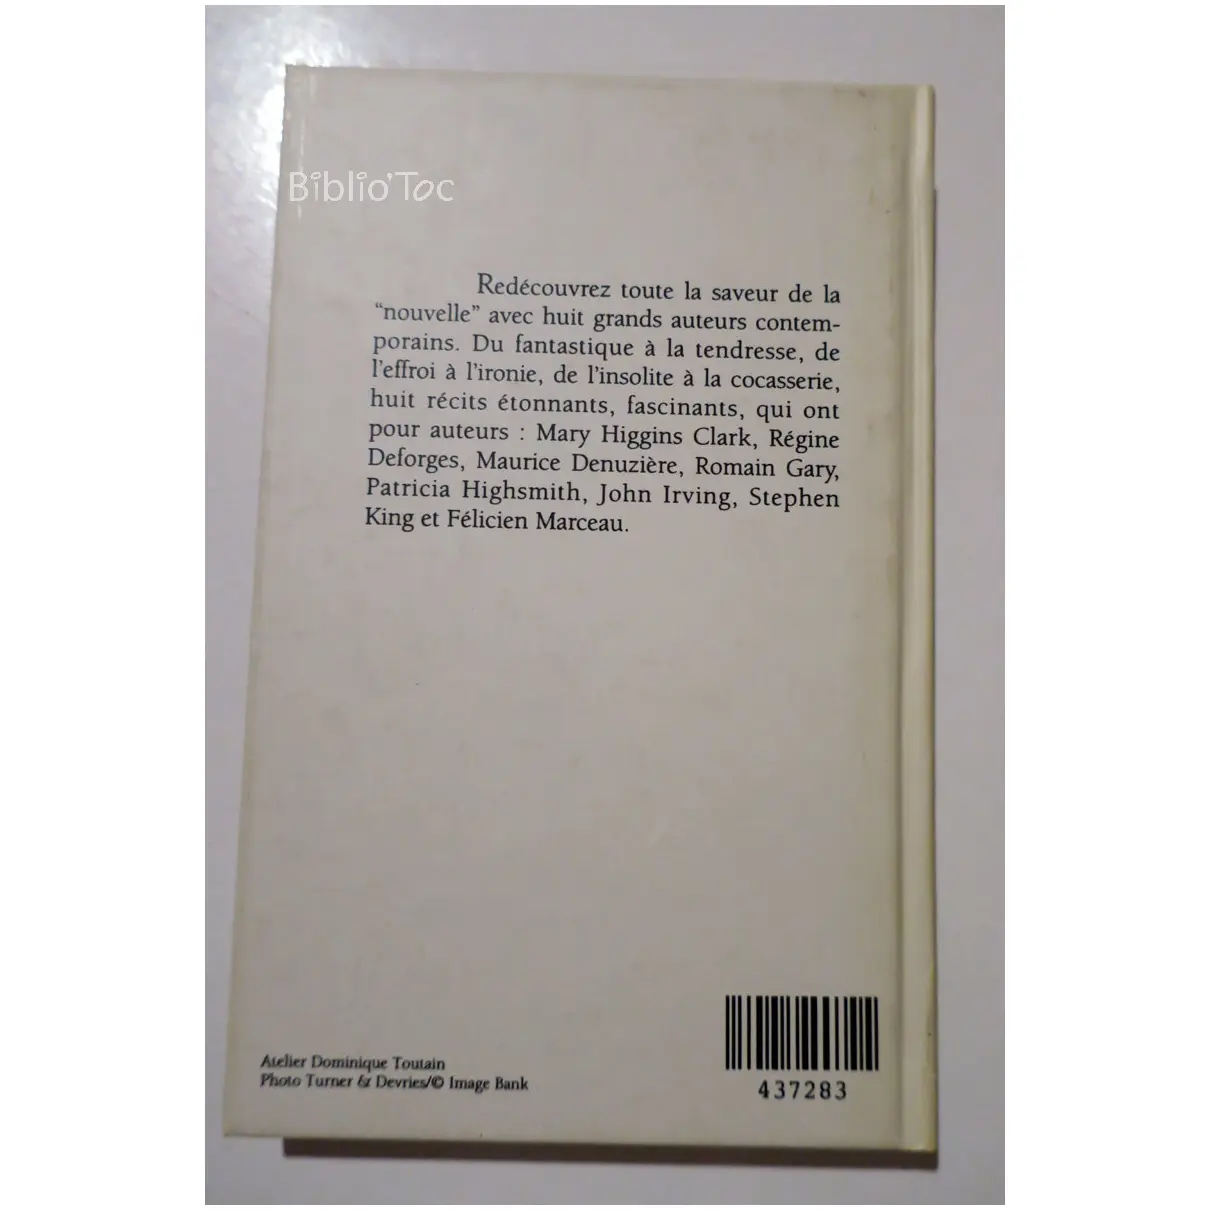 Biblio'Toc
Redécouvrez toute la saveur de la
“nouvelle” avec huit grands auteurs contem-
porains. Du fantastique à la tendresse, de
l'effroi à l'ironie, de l'insolite à la cocasserie,
huit récits étonnants, fascinants, qui ont
pour auteurs : Mary Higgins Clark, Régine
Deforges, Maurice Denuzière, Romain Gary,
Patricia Highsmith, John Irving, Stephen
King et Félicien Marceau.
Atelier Dominique Toutain
Photo Turner & Devries/© Image Bank
437283